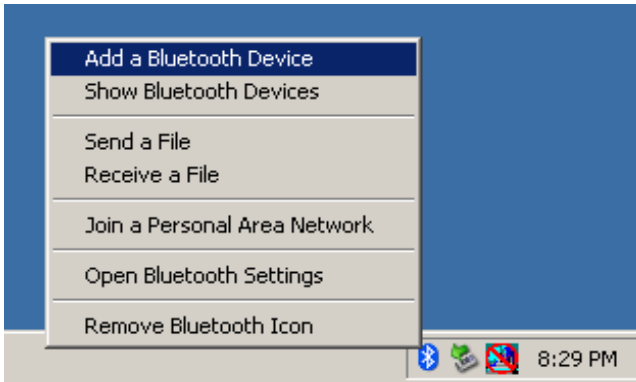 Add a Bluetooth Device
Show Bluetooth Devices
Send a File
Receive a File
Join a Personal Area Network
Open Bluetooth Settings
Remove Bluetooth Icon
8:29 PM